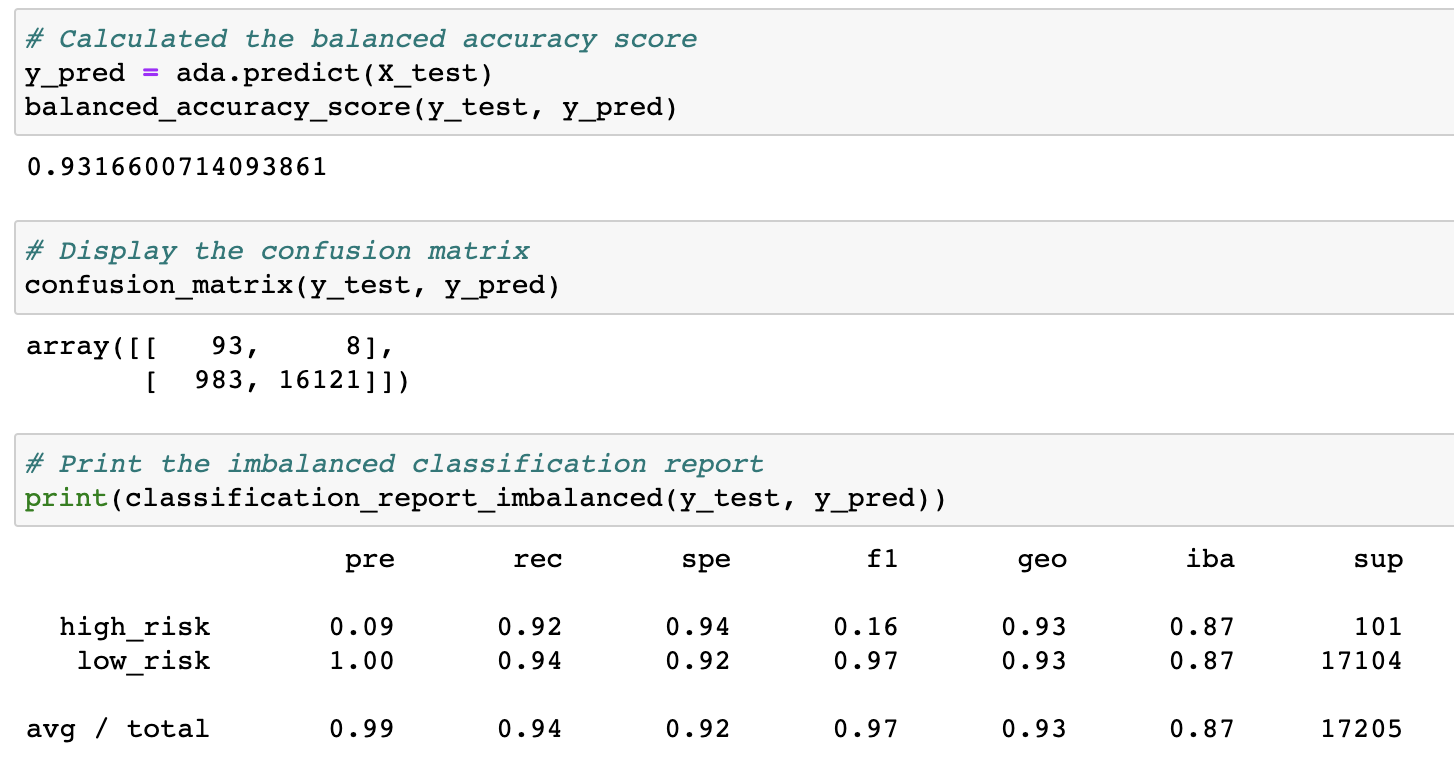 # Calculated the balanced accuracy score
y_pred = ada.predict(X_test)
balanced_accuracy_score(y_test, y_pred)
0.9316600714093861
# Display the confusion matrix
confusion_matrix(y_test, y_pred)
array([[   93,     8],
       [  983, 16121]])
# Print the imbalanced classification report
print(classification_report_imbalanced(y_test, y_pred))
                   pre       rec       spe        f1       geo       iba       sup
  high_risk       0.09      0.92      0.94      0.16      0.93      0.87       101
   low_risk       1.00      0.94      0.92      0.97      0.93      0.87     17104
avg / total       0.99      0.94      0.92      0.97      0.93      0.87     17205